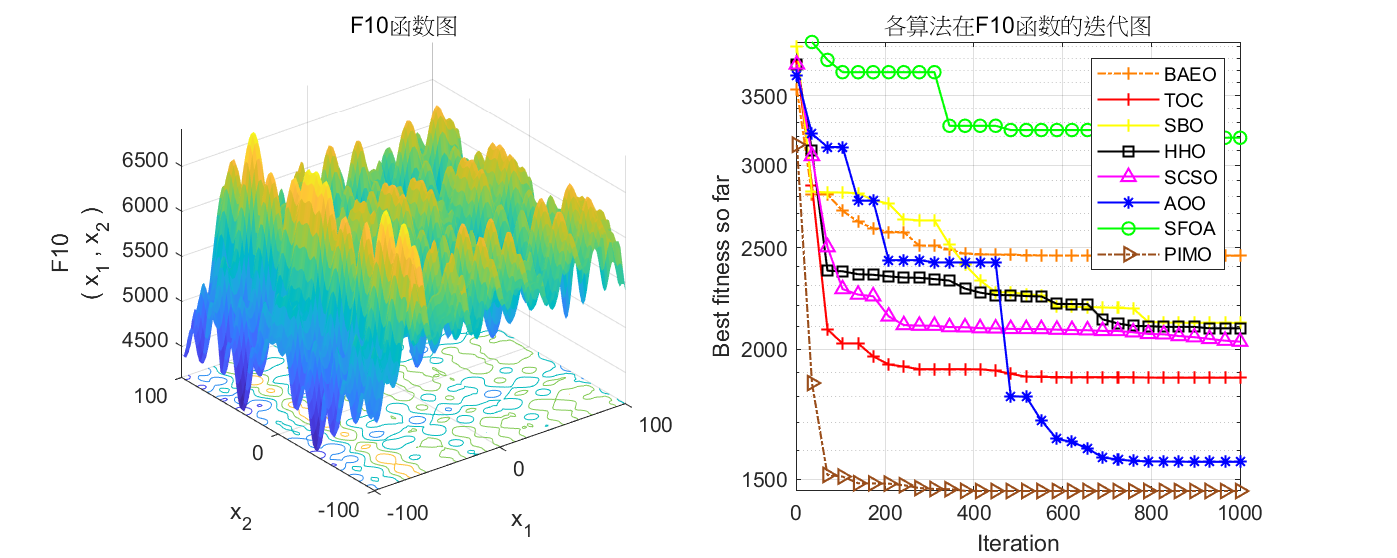 F10函数图
F10
( x1 , x2 )
6500
6000
5500
5000
4500
100
0
-100
x2
-100
0
100
x1
各算法在F10函数的迭代图
Best fitness so far
3500
3000
2500
2000
1500
0
200
400
600
800
1000
Iteration
BAEO
TOC
SBO
HHO
SCSO
AOO
SFOA
PIMO